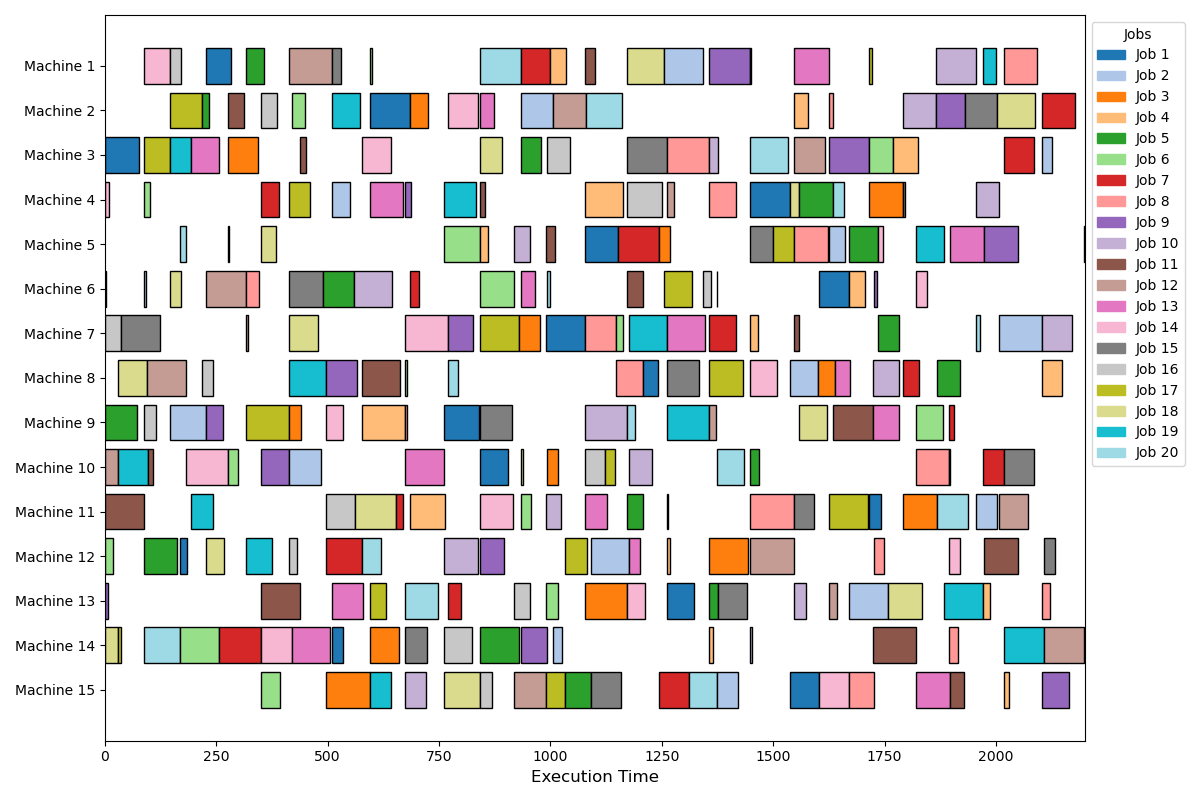 Machine 1
Machine 2
Machine 3
Machine 4
Machine 5
Machine 6
Machine 7
Machine 8
Machine 9
Machine 10
Machine 11
Machine 12
Machine 13
Machine 14
Machine 15
0 250 500 750 1000 1250 1500 1750 2000
Execution Time
Jobs
Job 1
Job 2
Job 3
Job 4
Job 5
Job 6
Job 7
Job 8
Job 9
Job 10
Job 11
Job 12
Job 13
Job 14
Job 15
Job 16
Job 17
Job 18
Job 19
Job 20